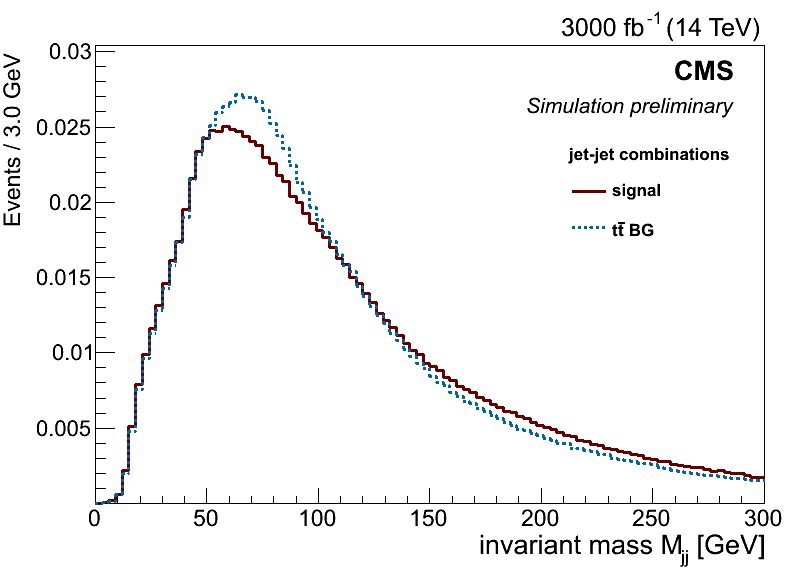 3000 fb⁻¹ (14 TeV)
CMS
Simulation preliminary
jet-jet combinations
signal
tt̄ BG
Events / 3.0 GeV
0.03
0.025
0.02
0.015
0.01
0.005
0 50 100 150 200 250 300
invariant mass Mjj [GeV]